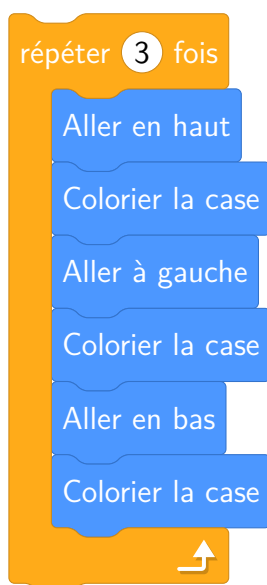 répéter 3 fois
Aller en haut
Colorier la case
Aller à gauche
Colorier la case
Aller en bas
Colorier la case